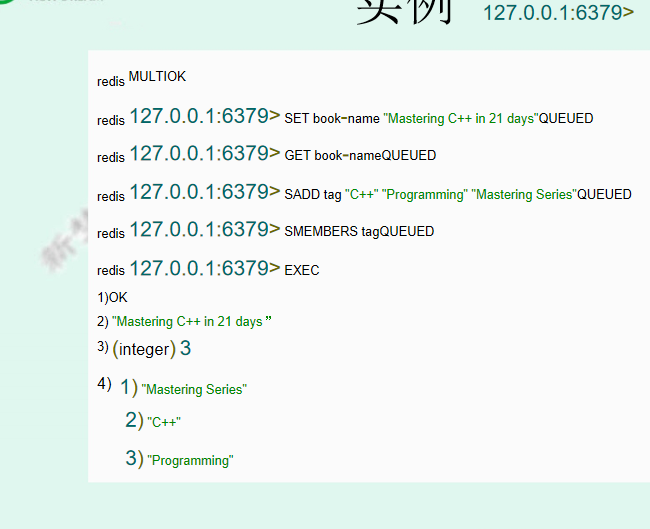 实例 127.0.0.1:6379>
redis MULTIOK
redis 127.0.0.1:6379> SET book-name "Mastering C++ in 21 days"QUEUED
redis 127.0.0.1:6379> GET book-nameQUEUED
redis 127.0.0.1:6379> SADD tag "C++" "Programming" "Mastering Series"QUEUED
redis 127.0.0.1:6379> SMEMBERS tagQUEUED
redis 127.0.0.1:6379> EXEC
1)OK
2) "Mastering C++ in 21 days ”
3) (integer) 3
4) 1) "Mastering Series"
2) "C++"
3) "Programming"